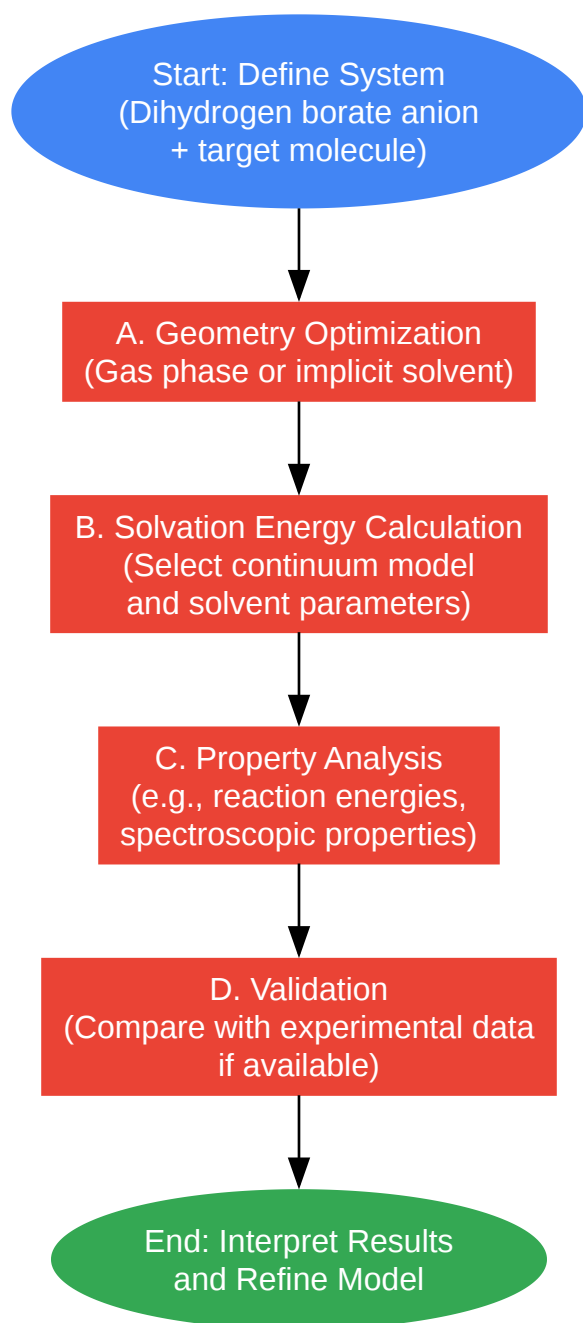 Start: Define System
(Dihydrogen borate anion
+ target molecule)
A. Geometry Optimization
(Gas phase or implicit solvent)
B. Solvation Energy Calculation
(Select continuum model
and solvent parameters)
C. Property Analysis
(e.g., reaction energies,
spectroscopic properties)
D. Validation
(Compare with experimental data
if available)
End: Interpret Results
and Refine Model